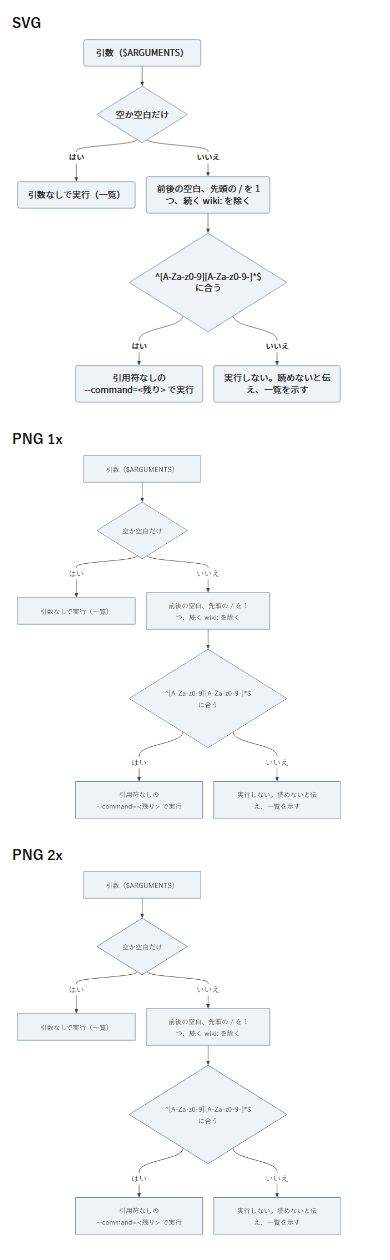 SVG
引数（$ARGUMENTS）
空か空白だけ
はい
いいえ
引数なしで実行（一覧）
前後の空白、先頭の / を 1
つ、続く wiki: を除く
^[A-Za-z0-9][A-Za-z0-9-]*$
に合う
はい
いいえ
引用符なしの
--command=<残り> で実行
実行しない。読めないと伝
え、一覧を示す
PNG 1x
引数（$ARGUMENTS）
空か空白だけ
はい
いいえ
引数なしで実行（一覧）
前後の空白、先頭の / を 1
つ、続く wiki: を除く
^[A-Za-z0-9][A-Za-z0-9-]*$
に合う
はい
いいえ
引用符なしの
--command=<残り> で実行
実行しない。読めないと伝
え、一覧を示す
PNG 2x
引数（$ARGUMENTS）
空か空白だけ
はい
いいえ
引数なしで実行（一覧）
前後の空白、先頭の / を 1
つ、続く wiki: を除く
^[A-Za-z0-9][A-Za-z0-9-]*$
に合う
はい
いいえ
引用符なしの
--command=<残り> で実行
実行しない。読めないと伝
え、一覧を示す